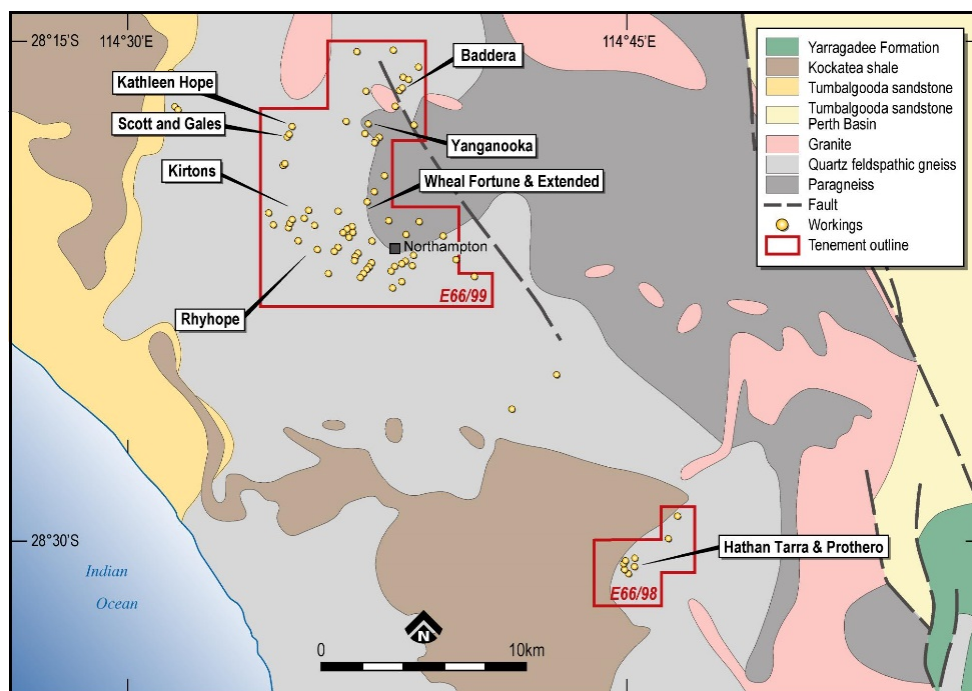 28°15'S
114°30'E
114°45'E
Baddera
Kathleen Hope
Scott and Gales
Yanganooka
Kirtons
Wheal Fortune & Extended
Northampton
E66/99
Rhyhope
Yarragadee Formation
Kockatea shale
Tumbalgooda sandstone
Tumbalgooda sandstone
Perth Basin
Granite
Quartz feldspathic gneiss
Paragneiss
Fault
Workings
Tenement outline
28°30'S
Hathan Tarra & Prothero
E66/98
Indian
Ocean
N
0
10km